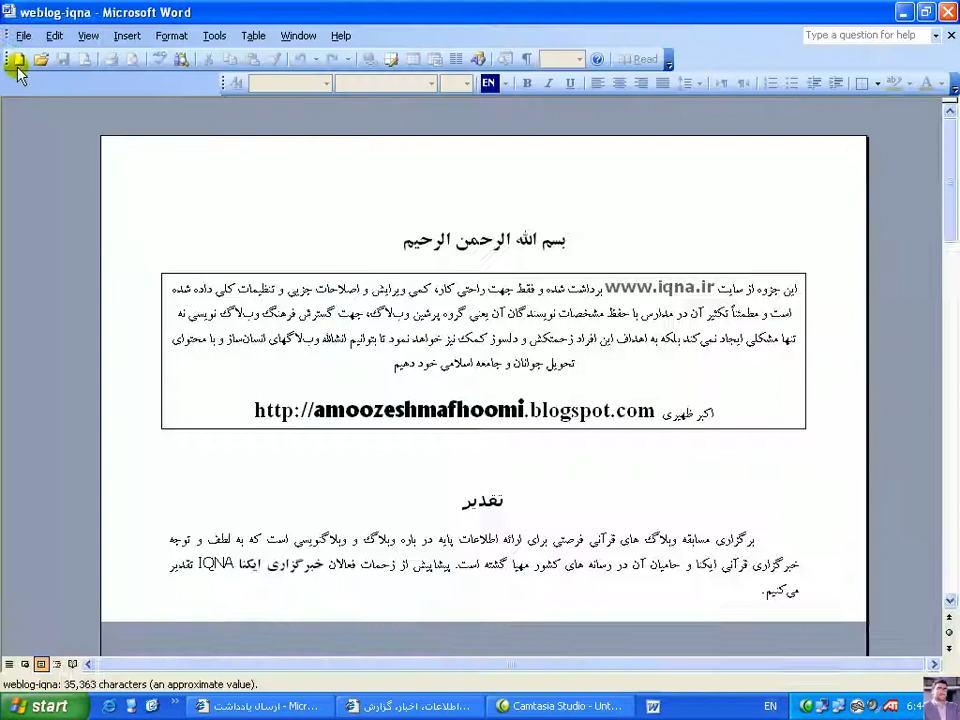 weblog-iqna - Microsoft Word
File Edit View Insert Format Tools Table Window Help
Type a question for help
Read
EN
B I U
بسم الله الرحمن الرحیم
این جزوه از سایت www.iqna.ir برداشت شده و فقط جهت راحتی کار، کمی ویرایش و اصلاحات جزیی و تنظیمات کلی داده شده
است و مطمئناً تکثیر آن در مدارس با حفظ مشخصات نویسندگان آن یعنی گروه پرشین وبلاگ، جهت گسترش فرهنگ وبلاگ نویسی نه
تنها مشکلی ایجاد نمی‌کند بلکه به اهداف این افراد زحمتکش و دلسوز کمک نیز خواهد نمود تا بتوانیم انشالله وبلاگهای انسان‌ساز و با محتوای
تحویل جوانان و جامعه اسلامی خود دهیم
اکبر ظهیری http://amoozeshmafhoomi.blogspot.com
تقدیر
برگزاری مسابقه وبلاگ های قرآنی فرصتی برای ارائه اطلاعات پایه در باره وبلاگ و وبلاگنویسی است که به لطف و توجه
خبرگزاری قرآنی ایکنا و حامیان آن در رسانه های کشور مهیا گشته است. پیشاپیش از زحمات فعالان خبرگزاری ایکنا IQNA تقدیر
می‌کنیم.
weblog-iqna: 35,363 characters (an approximate value).
start
ارسال یادداشت - Micr...
اطلاعات، اخبار، گزارش...
Camtasia Studio - Unt...
EN